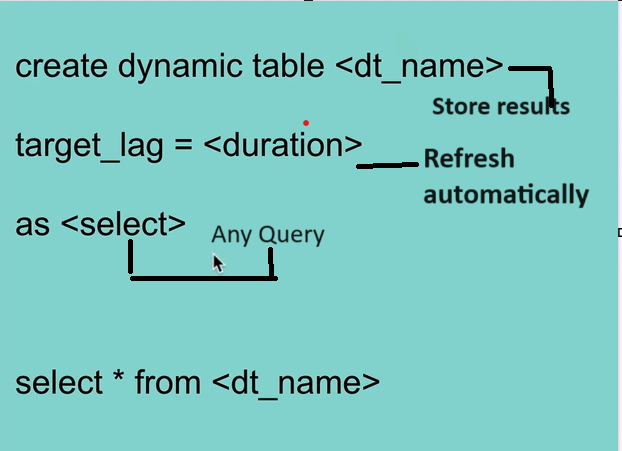 create dynamic table <dt_name>
Store results
target_lag = <duration>
Refresh
automatically
as <select>
Any Query
select * from <dt_name>